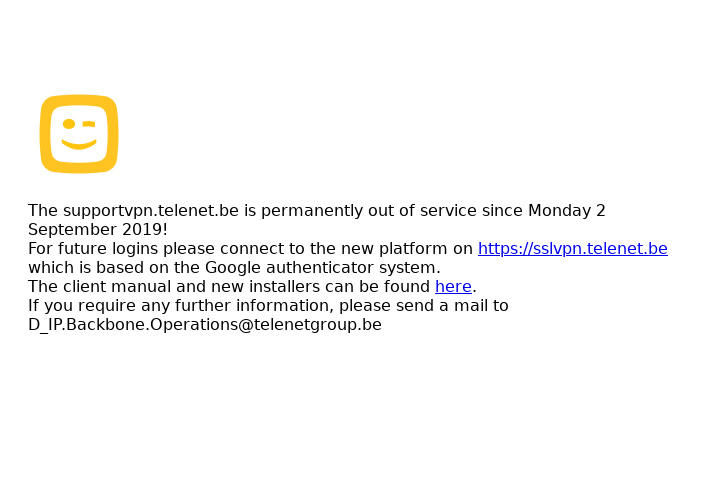 The supportvpn.telenet.be is permanently out of service since Monday 2
September 2019!
For future logins please connect to the new platform on https://sslvpn.telenet.be
which is based on the Google authenticator system.
The client manual and new installers can be found here.
If you require any further information, please send a mail to
D_IP.Backbone.Operations@telenetgroup.be